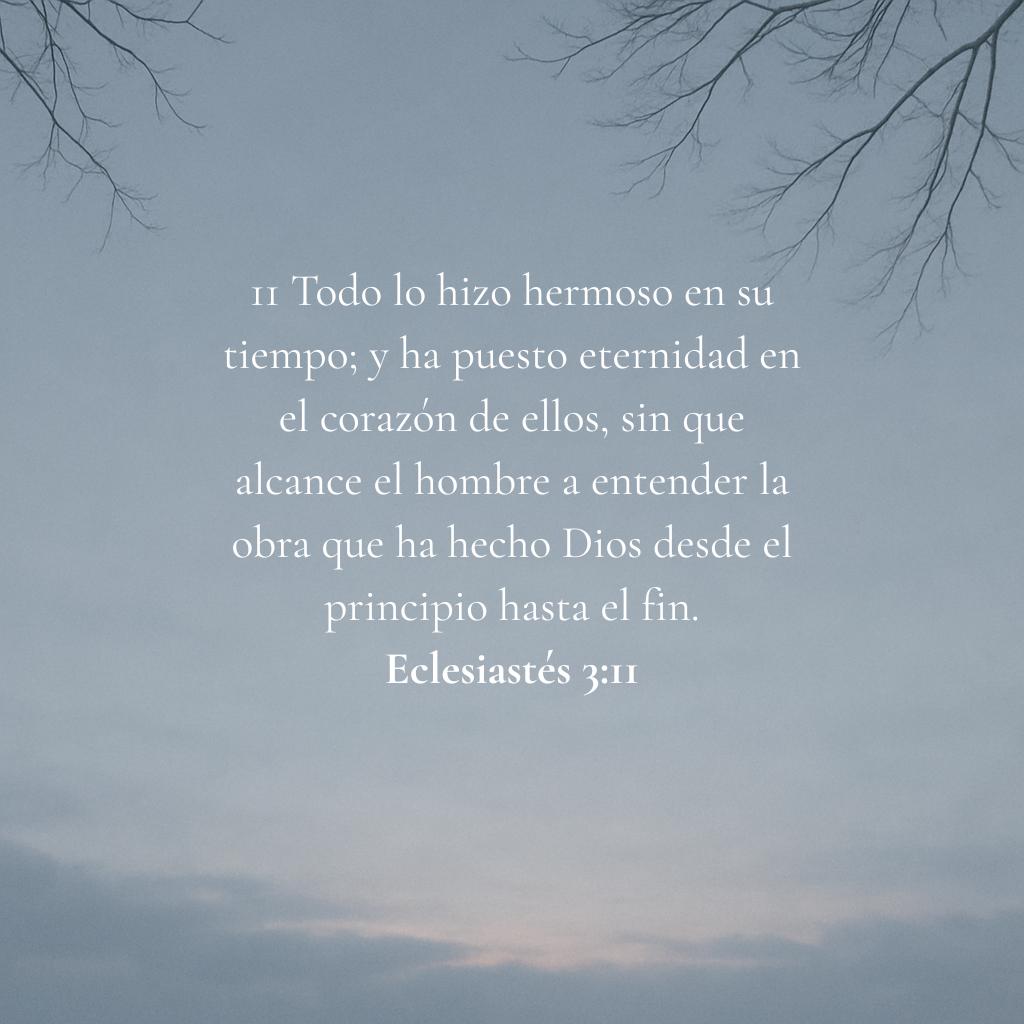 11 Todo lo hizo hermoso en su
tiempo; y ha puesto eternidad en
el corazón de ellos, sin que
alcance el hombre a entender la
obra que ha hecho Dios desde el
principio hasta el fin.
Eclesiastés 3:11